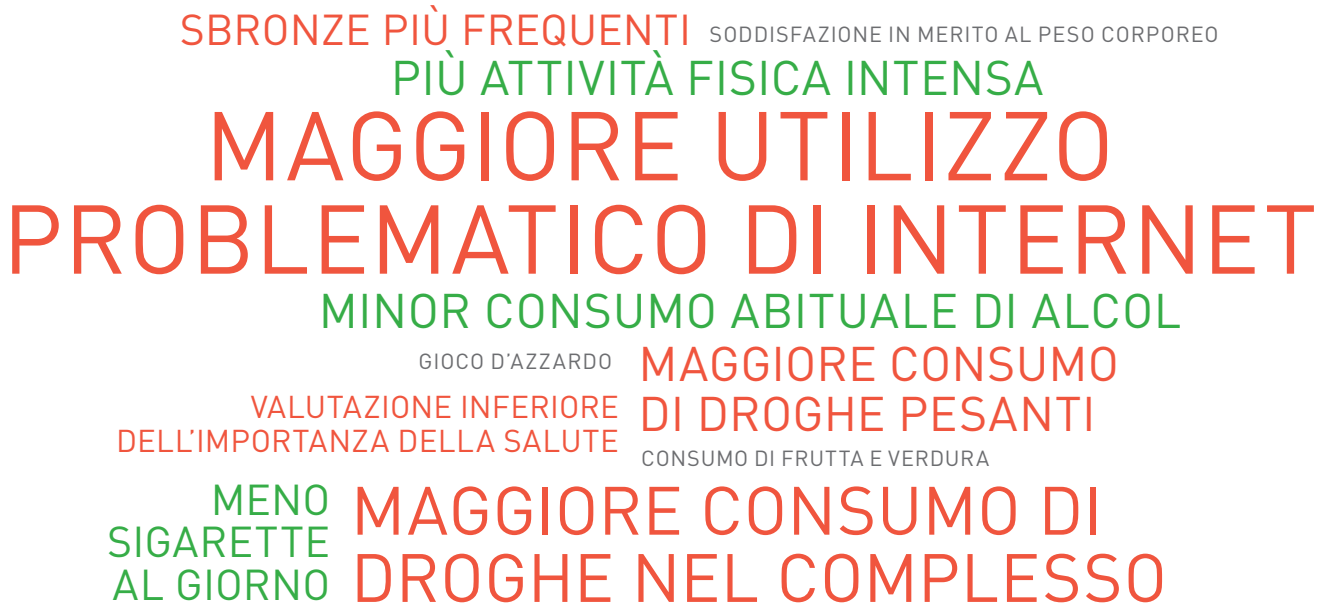 SBRONZE PIÙ FREQUENTI
SODDISFAZIONE IN MERITO AL PESO CORPOREO
PIÙ ATTIVITÀ FISICA INTENSA
MAGGIORE UTILIZZO
PROBLEMATICO DI INTERNET
MINOR CONSUMO ABITUALE DI ALCOL
GIOCO D'AZZARDO
MAGGIORE CONSUMO
DI DROGHE PESANTI
VALUTAZIONE INFERIORE
DELL'IMPORTANZA DELLA SALUTE
CONSUMO DI FRUTTA E VERDURA
MENO
SIGARETTE
AL GIORNO
MAGGIORE CONSUMO DI
DROGHE NEL COMPLESSO